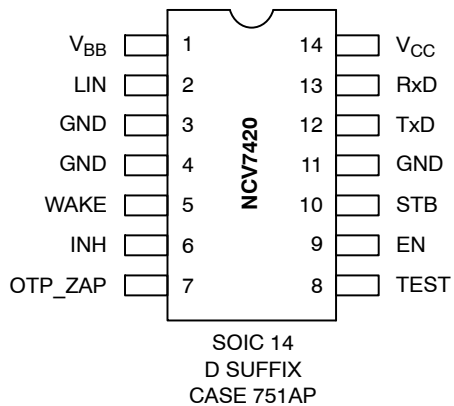 V_BB 1 14 V_CC
LIN 2 13 RxD
GND 3 12 TxD
GND 4 11 GND
WAKE 5 10 STB
INH 6 9 EN
OTP_ZAP 7 8 TEST
NCV7420
SOIC 14
D SUFFIX
CASE 751AP